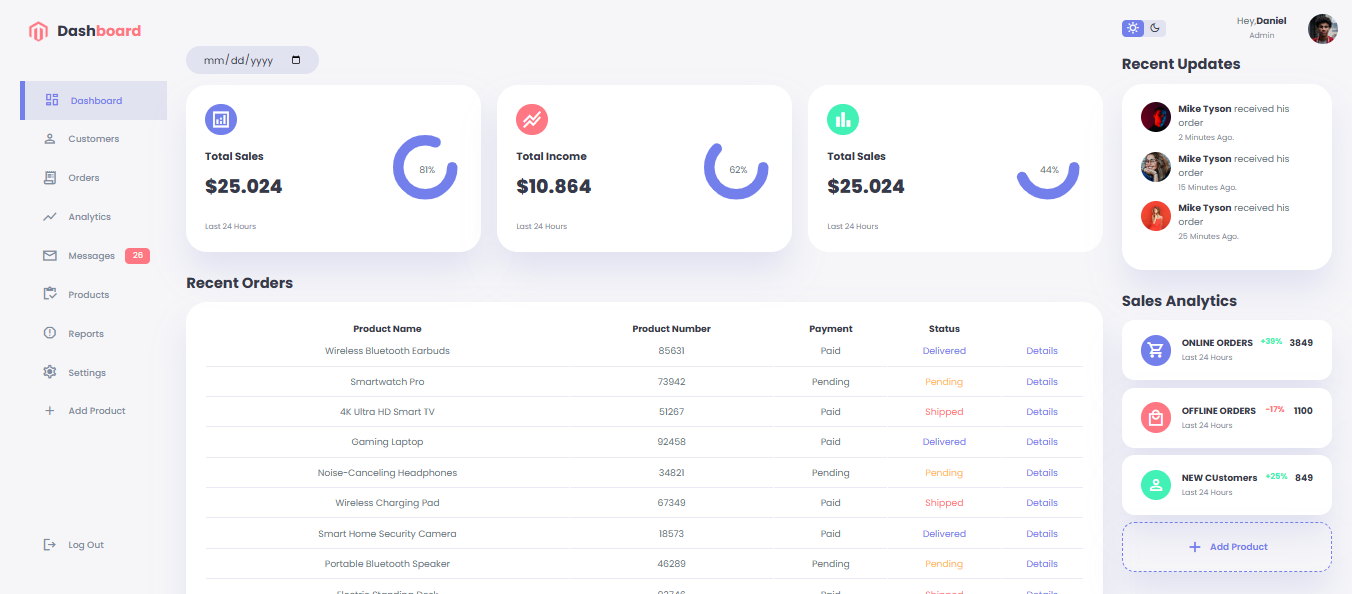 Dashboard
Dashboard
Customers
Orders
Analytics
Messages 26
Products
Reports
Settings
Add Product
Log Out
mm/dd/yyyy
Total Sales
$25.024
81%
Last 24 Hours
Total Income
$10.864
62%
Last 24 Hours
Total Sales
$25.024
44%
Last 24 Hours
Recent Orders
Product Name Product Number Payment Status
Wireless Bluetooth Earbuds 85631 Paid Delivered Details
Smartwatch Pro 73942 Pending Pending Details
4K Ultra HD Smart TV 51267 Paid Shipped Details
Gaming Laptop 92458 Paid Delivered Details
Noise-Canceling Headphones 34821 Pending Pending Details
Wireless Charging Pad 67349 Paid Shipped Details
Smart Home Security Camera 18573 Paid Delivered Details
Portable Bluetooth Speaker 46289 Pending Pending Details
Electric Standing Desk Paid Shipped Details
Hey,Daniel
Admin
Recent Updates
Mike Tyson received his
order
2 Minutes Ago.
Mike Tyson received his
order
15 Minutes Ago.
Mike Tyson received his
order
25 Minutes Ago.
Sales Analytics
ONLINE ORDERS +39% 3849
Last 24 Hours
OFFLINE ORDERS -17% 1100
Last 24 Hours
NEW CUstomers +25% 849
Last 24 Hours
Add Product